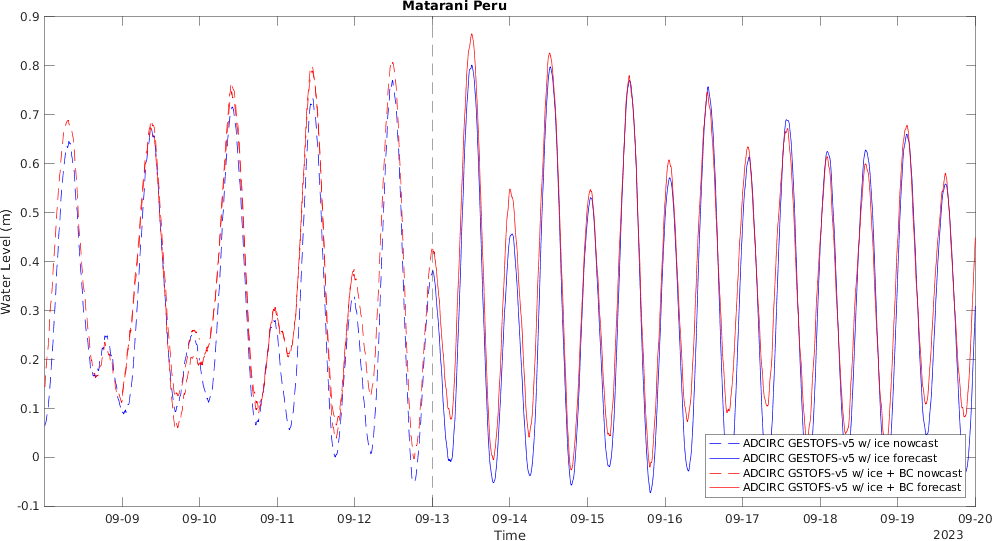 Matarani Peru
0.9
0.8
0.7
0.6
0.5
0.4
0.3
0.2
0.1
0
-0.1
Water Level (m)
ADCIRC GESTOFS-v5 w/ ice nowcast
ADCIRC GESTOFS-v5 w/ ice forecast
ADCIRC GSTOFS-v5 w/ ice + BC nowcast
ADCIRC GSTOFS-v5 w/ ice + BC forecast
09-09 09-10 09-11 09-12 09-13 09-14 09-15 09-16 09-17 09-18 09-19 09-20
Time
2023